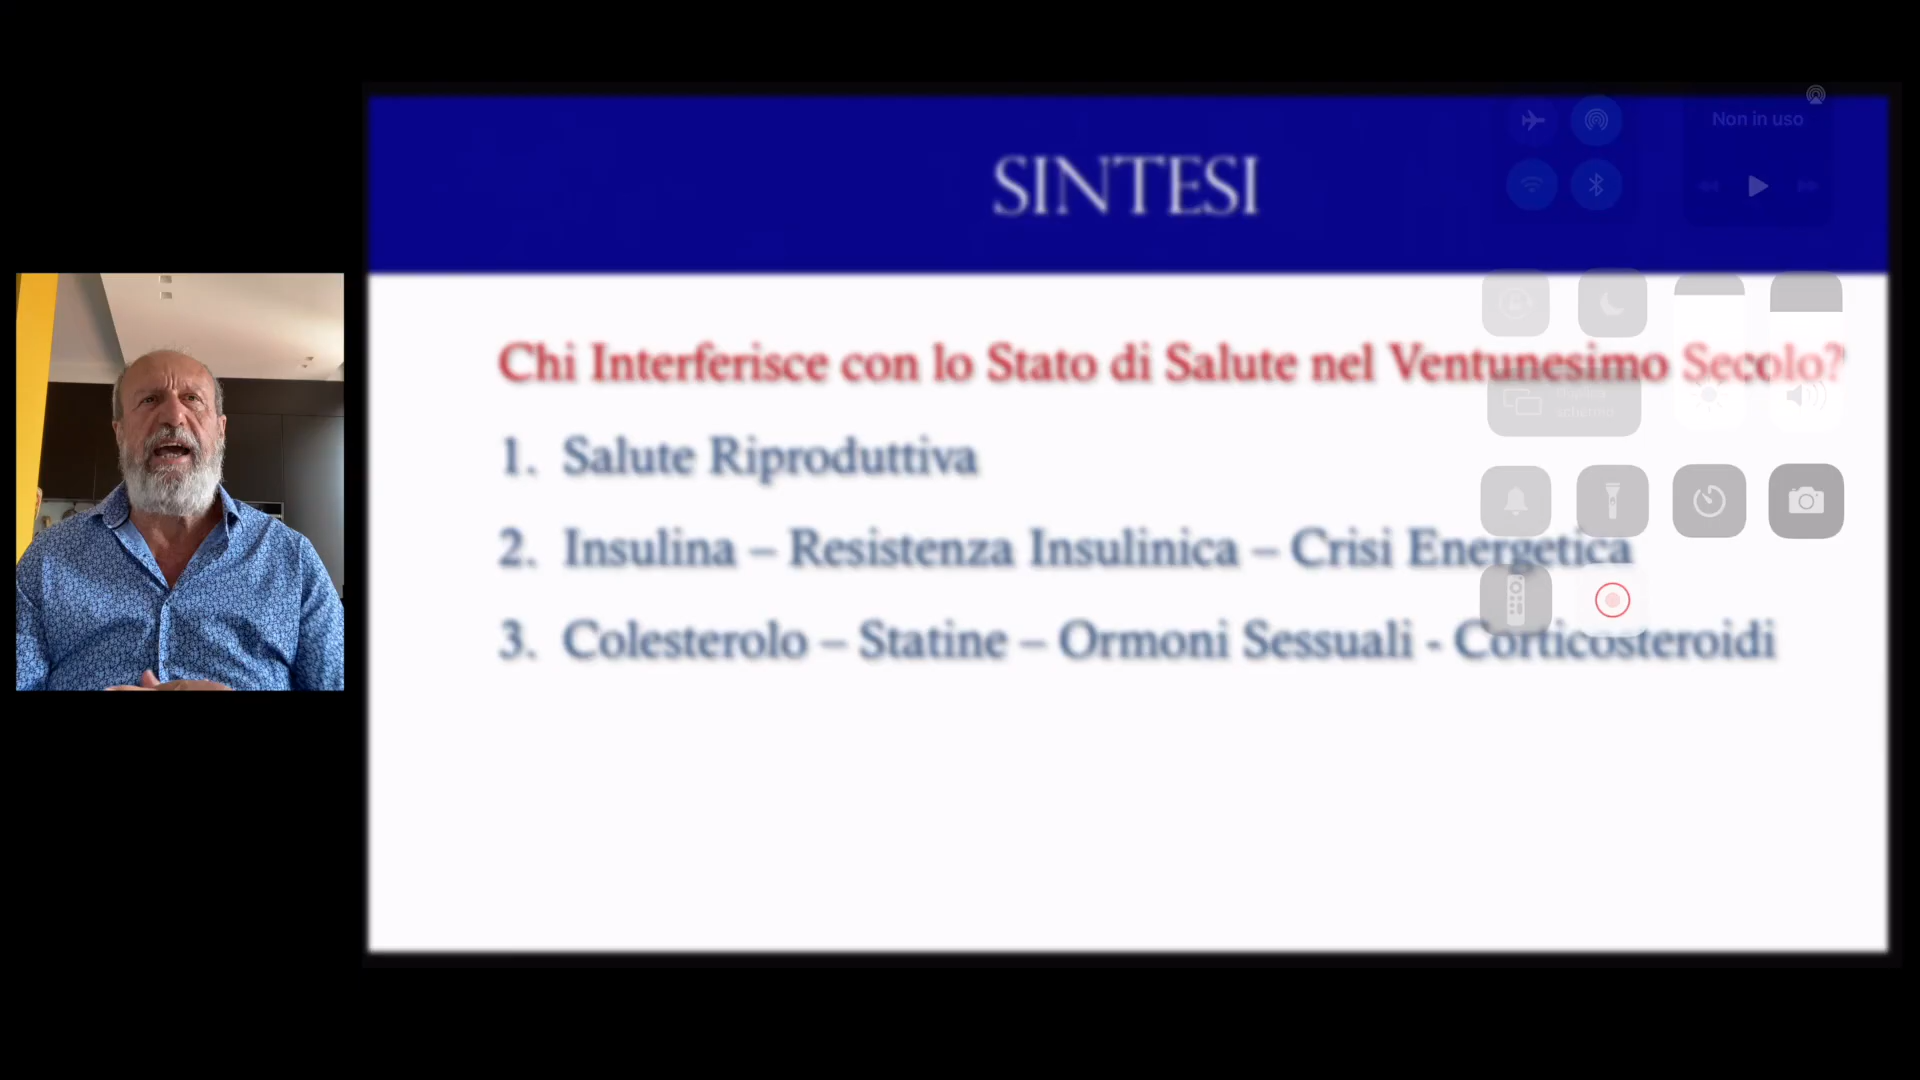 SINTESI
Non in uso
Chi Interferisce con lo Stato di Salute nel Ventunesimo Secolo?
1. Salute Riproduttiva
2. Insulina – Resistenza Insulinica – Crisi Energetica
3. Colesterolo – Statine – Ormoni Sessuali - Corticosteroidi